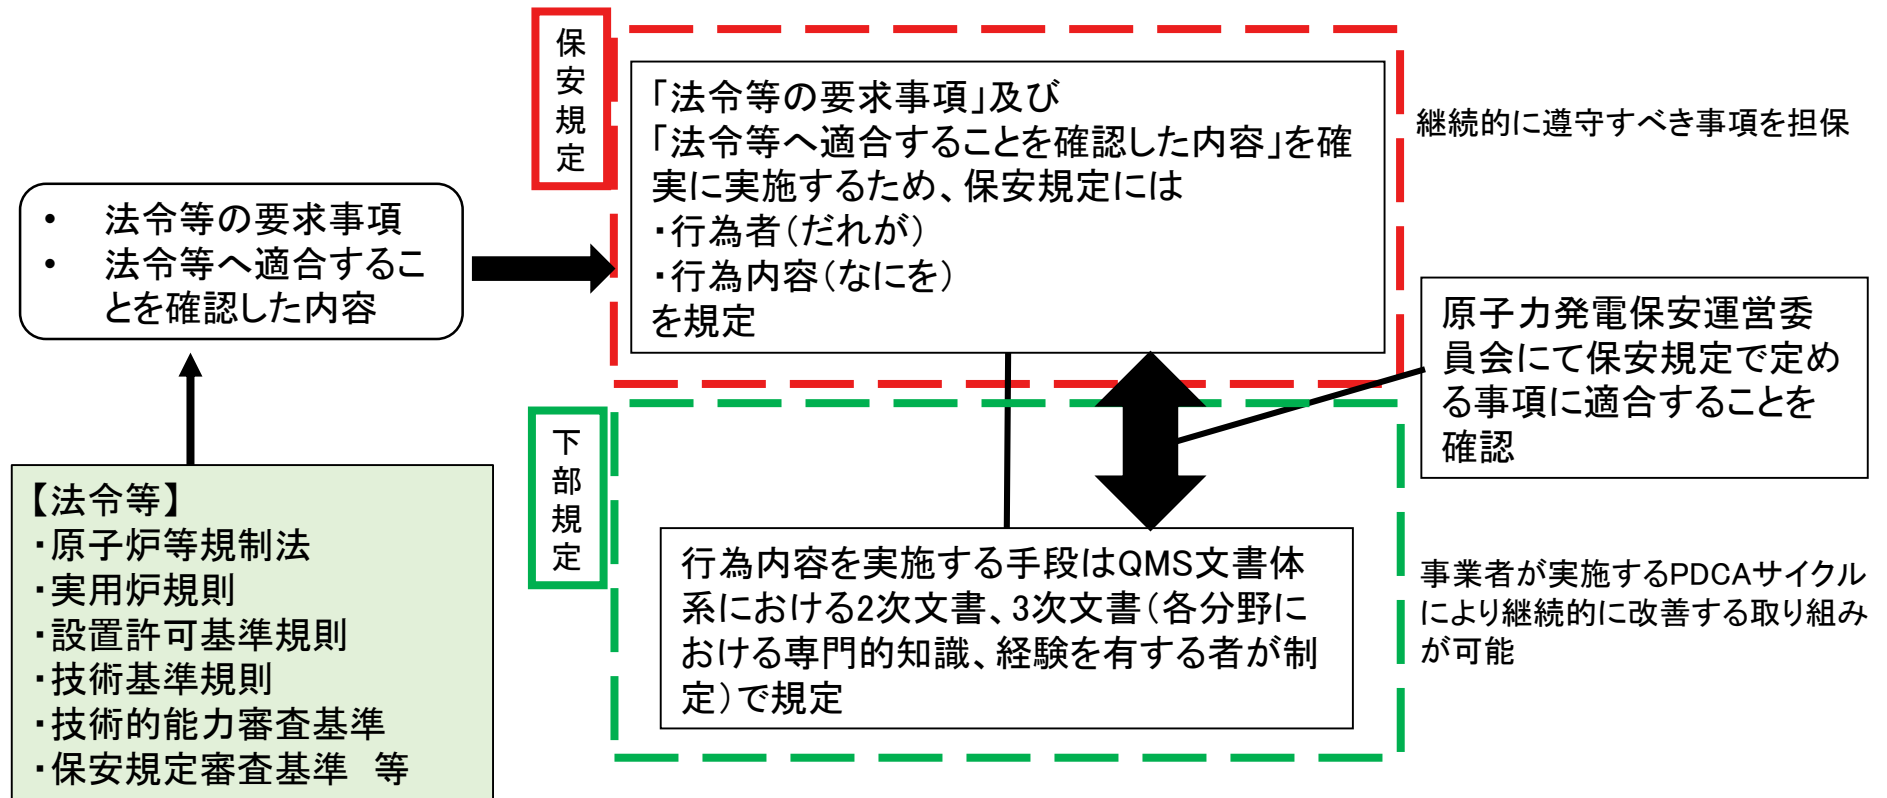 保安規定
「法令等の要求事項」及び
「法令等へ適合することを確認した内容」を確
実に実施するため、保安規定には
・行為者（だれが）
・行為内容（なにを）
を規定
継続的に遵守すべき事項を担保
• 法令等の要求事項
• 法令等へ適合するこ
とを確認した内容
原子力発電保安運営委
員会にて保安規定で定め
る事項に適合することを
確認
【法令等】
・原子炉等規制法
・実用炉規則
・設置許可基準規則
・技術基準規則
・技術的能力審査基準
・保安規定審査基準　等
下部規定
行為内容を実施する手段はQMS文書体
系における2次文書、3次文書（各分野に
おける専門的知識、経験を有する者が制
定）で規定
事業者が実施するPDCAサイクル
により継続的に改善する取り組み
が可能